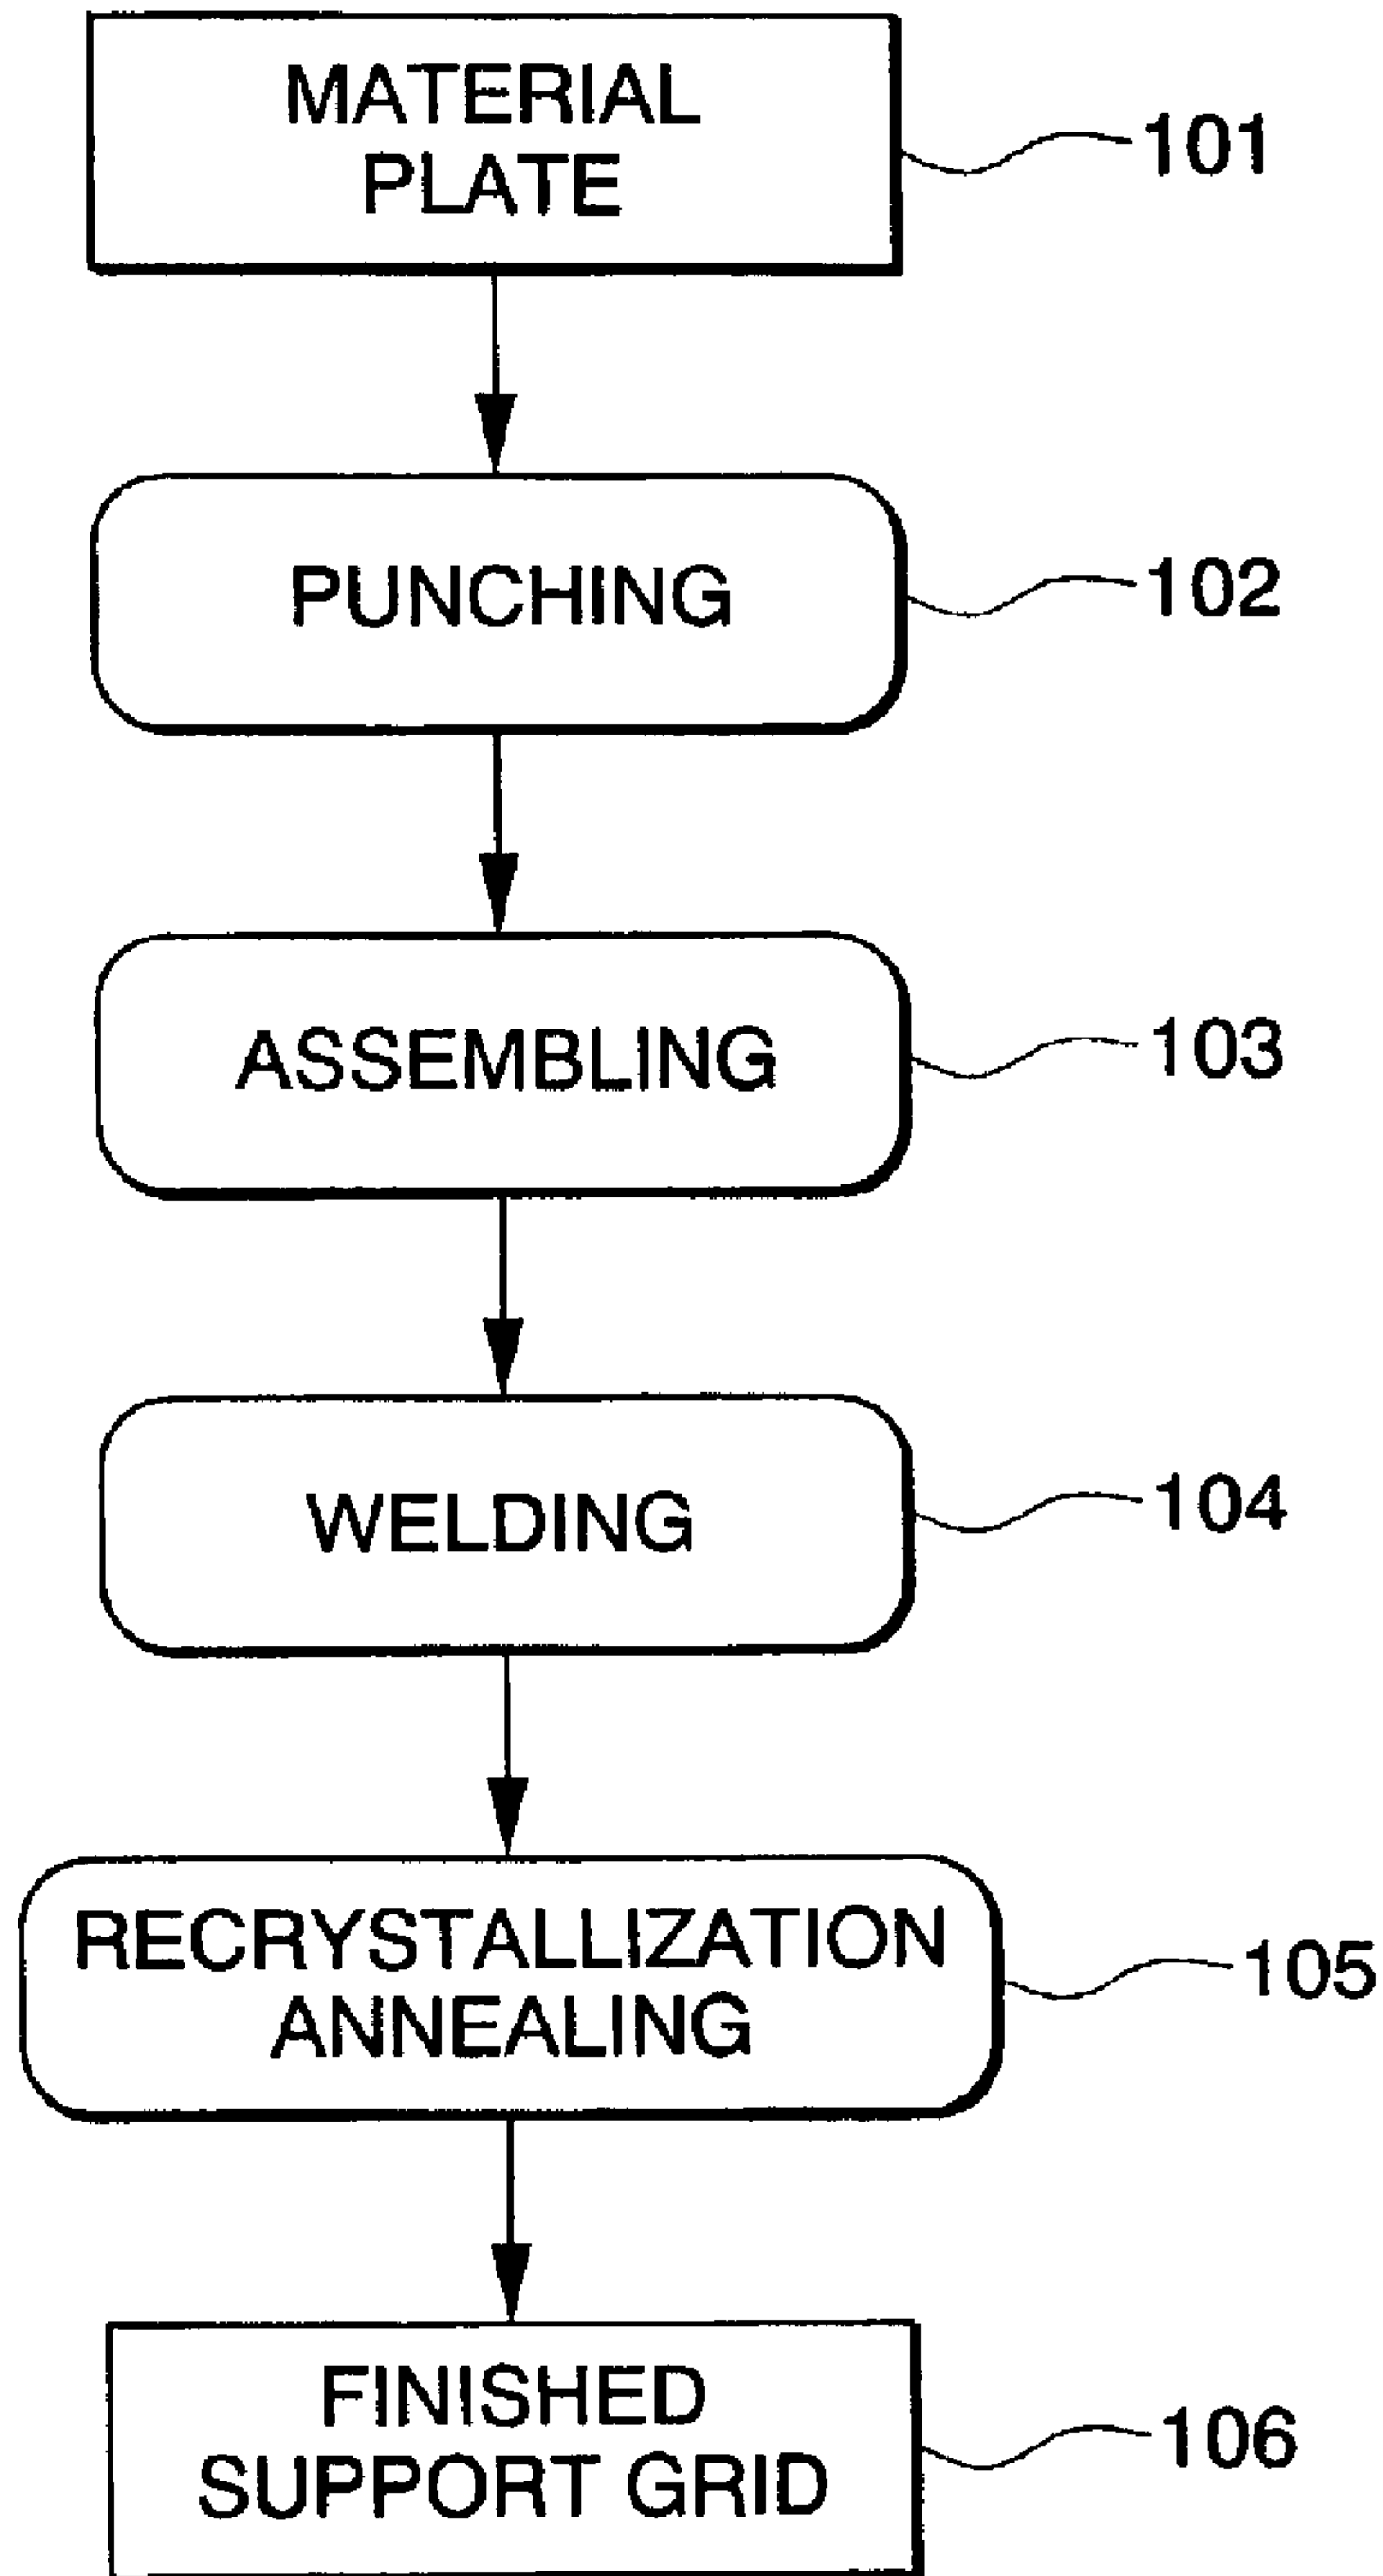 MATERIAL
PLATE
101
PUNCHING
102
ASSEMBLING
103
WELDING
104
RECRYSTALLIZATION
ANNEALING
105
FINISHED
SUPPORT GRID
106